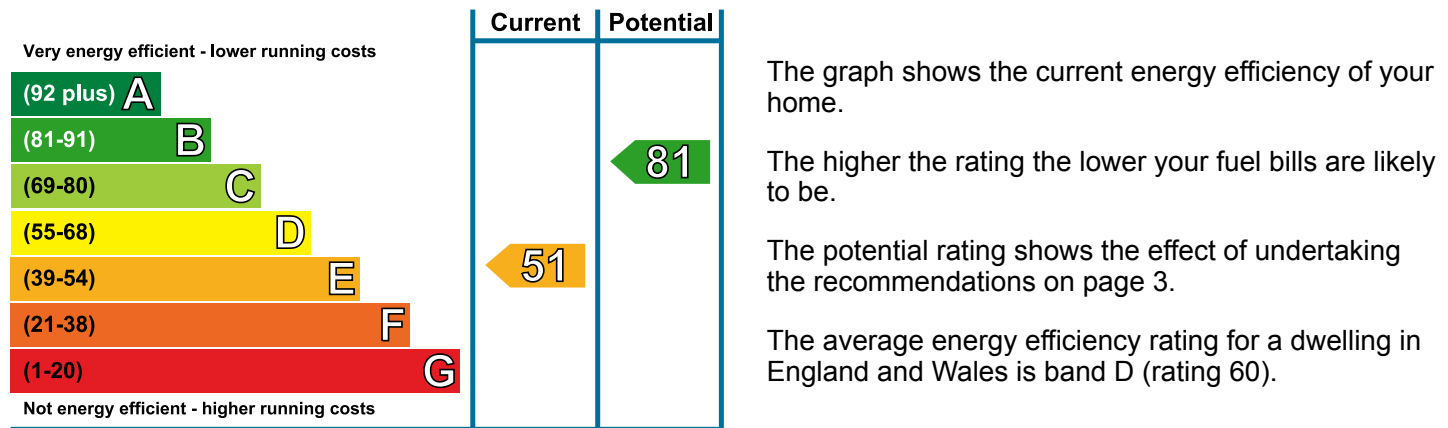 Current Potential
Very energy efficient - lower running costs
(92 plus) A
(81-91) B
81
(69-80) C
(55-68) D
51
(39-54) E
(21-38) F
(1-20) G
Not energy efficient - higher running costs
The graph shows the current energy efficiency of your
home.
The higher the rating the lower your fuel bills are likely
to be.
The potential rating shows the effect of undertaking
the recommendations on page 3.
The average energy efficiency rating for a dwelling in
England and Wales is band D (rating 60).